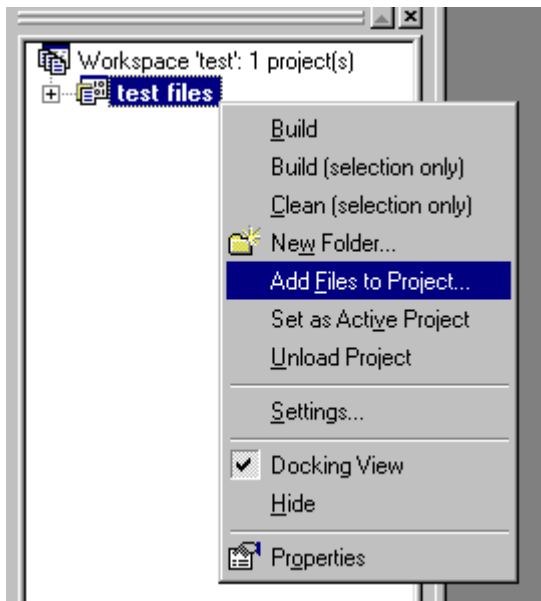 Workspace 'test': 1 project(s)
test files
Build
Build (selection only)
Clean (selection only)
New Folder...
Add Files to Project...
Set as Active Project
Unload Project
Settings...
Docking View
Hide
Properties